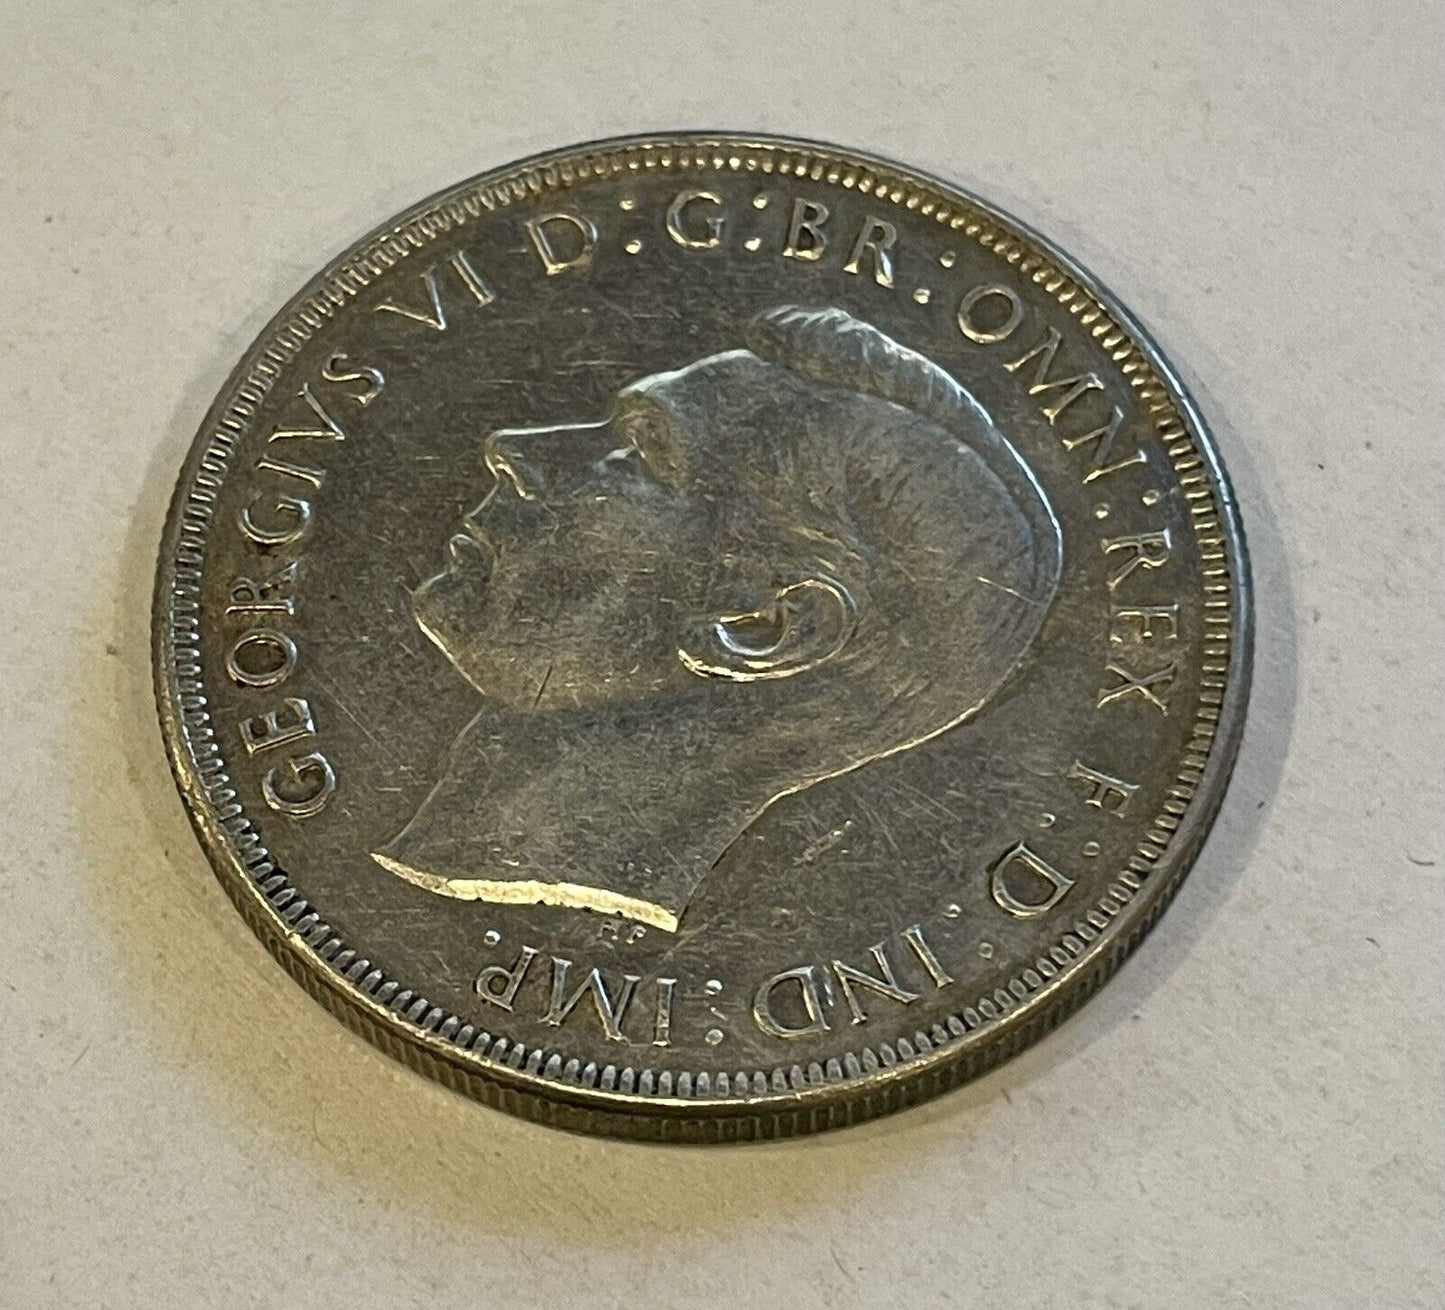 GEORGIVS VI D:G:BR:OMN:REX F.D:IND:IMP.
HP